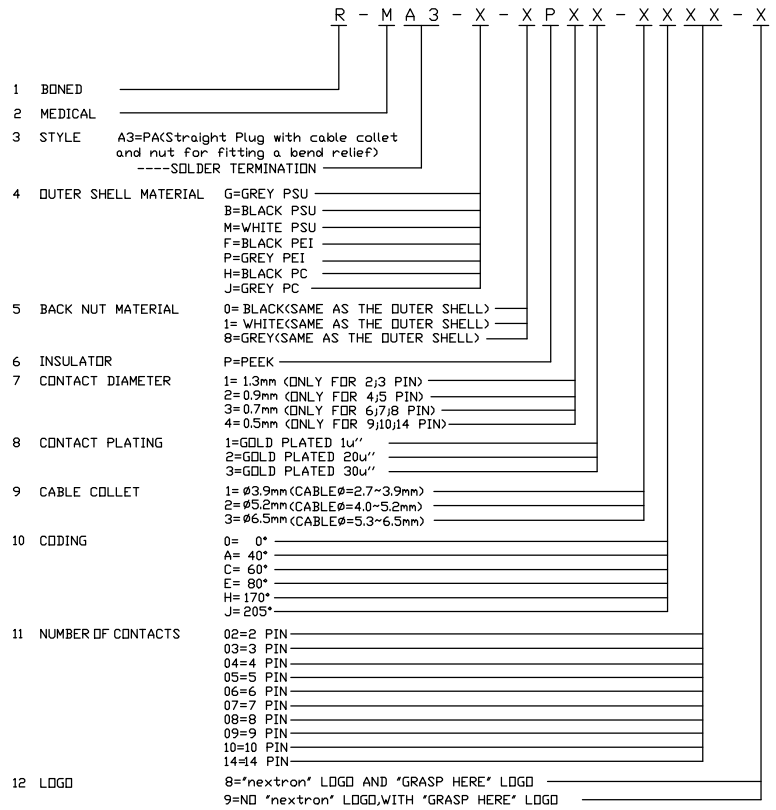 R - M A 3 - X - X P X X - X X X X - X
1 BONED
2 MEDICAL
3 STYLE A3=PA(Straight Plug with cable collet
and nut for fitting a bend relief)
----SOLDER TERMINATION
4 OUTER SHELL MATERIAL G=GREY PSU
B=BLACK PSU
M=WHITE PSU
F=BLACK PEI
P=GREY PEI
H=BLACK PC
J=GREY PC
5 BACK NUT MATERIAL 0= BLACK(SAME AS THE OUTER SHELL)
1= WHITE(SAME AS THE OUTER SHELL)
8=GREY(SAME AS THE OUTER SHELL)
6 INSULATOR P=PEEK
7 CONTACT DIAMETER 1= 1.3mm (ONLY FOR 2;3 PIN)
2=0.9mm (ONLY FOR 4;5 PIN)
3=0.7mm (ONLY FOR 6;7;8 PIN)
4=0.5mm (ONLY FOR 9;10;14 PIN)
8 CONTACT PLATING 1=GOLD PLATED 1u''
2=GOLD PLATED 20u''
3=GOLD PLATED 30u''
9 CABLE COLLET 1= ø3.9mm(CABLEø=2.7~3.9mm)
2=ø5.2mm(CABLEø=4.0~5.2mm)
3=ø6.5mm(CABLEø=5.3~6.5mm)
10 CODING 0= 0°
A= 40°
C= 60°
E= 80°
H=170°
J=205°
11 NUMBER OF CONTACTS 02=2 PIN
03=3 PIN
04=4 PIN
05=5 PIN
06=6 PIN
07=7 PIN
08=8 PIN
09=9 PIN
10=10 PIN
14=14 PIN
12 LOGO 8="nextron" LOGO AND "GRASP HERE" LOGO
9=NO "nextron" LOGO,WITH "GRASP HERE" LOGO